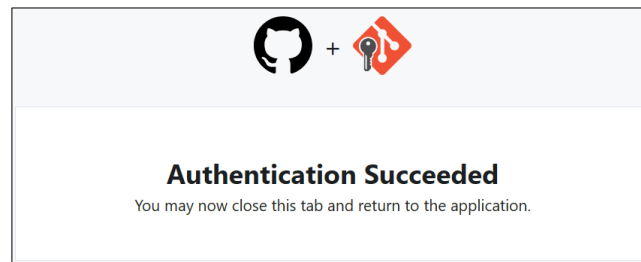 +
Authentication Succeeded
You may now close this tab and return to the application.